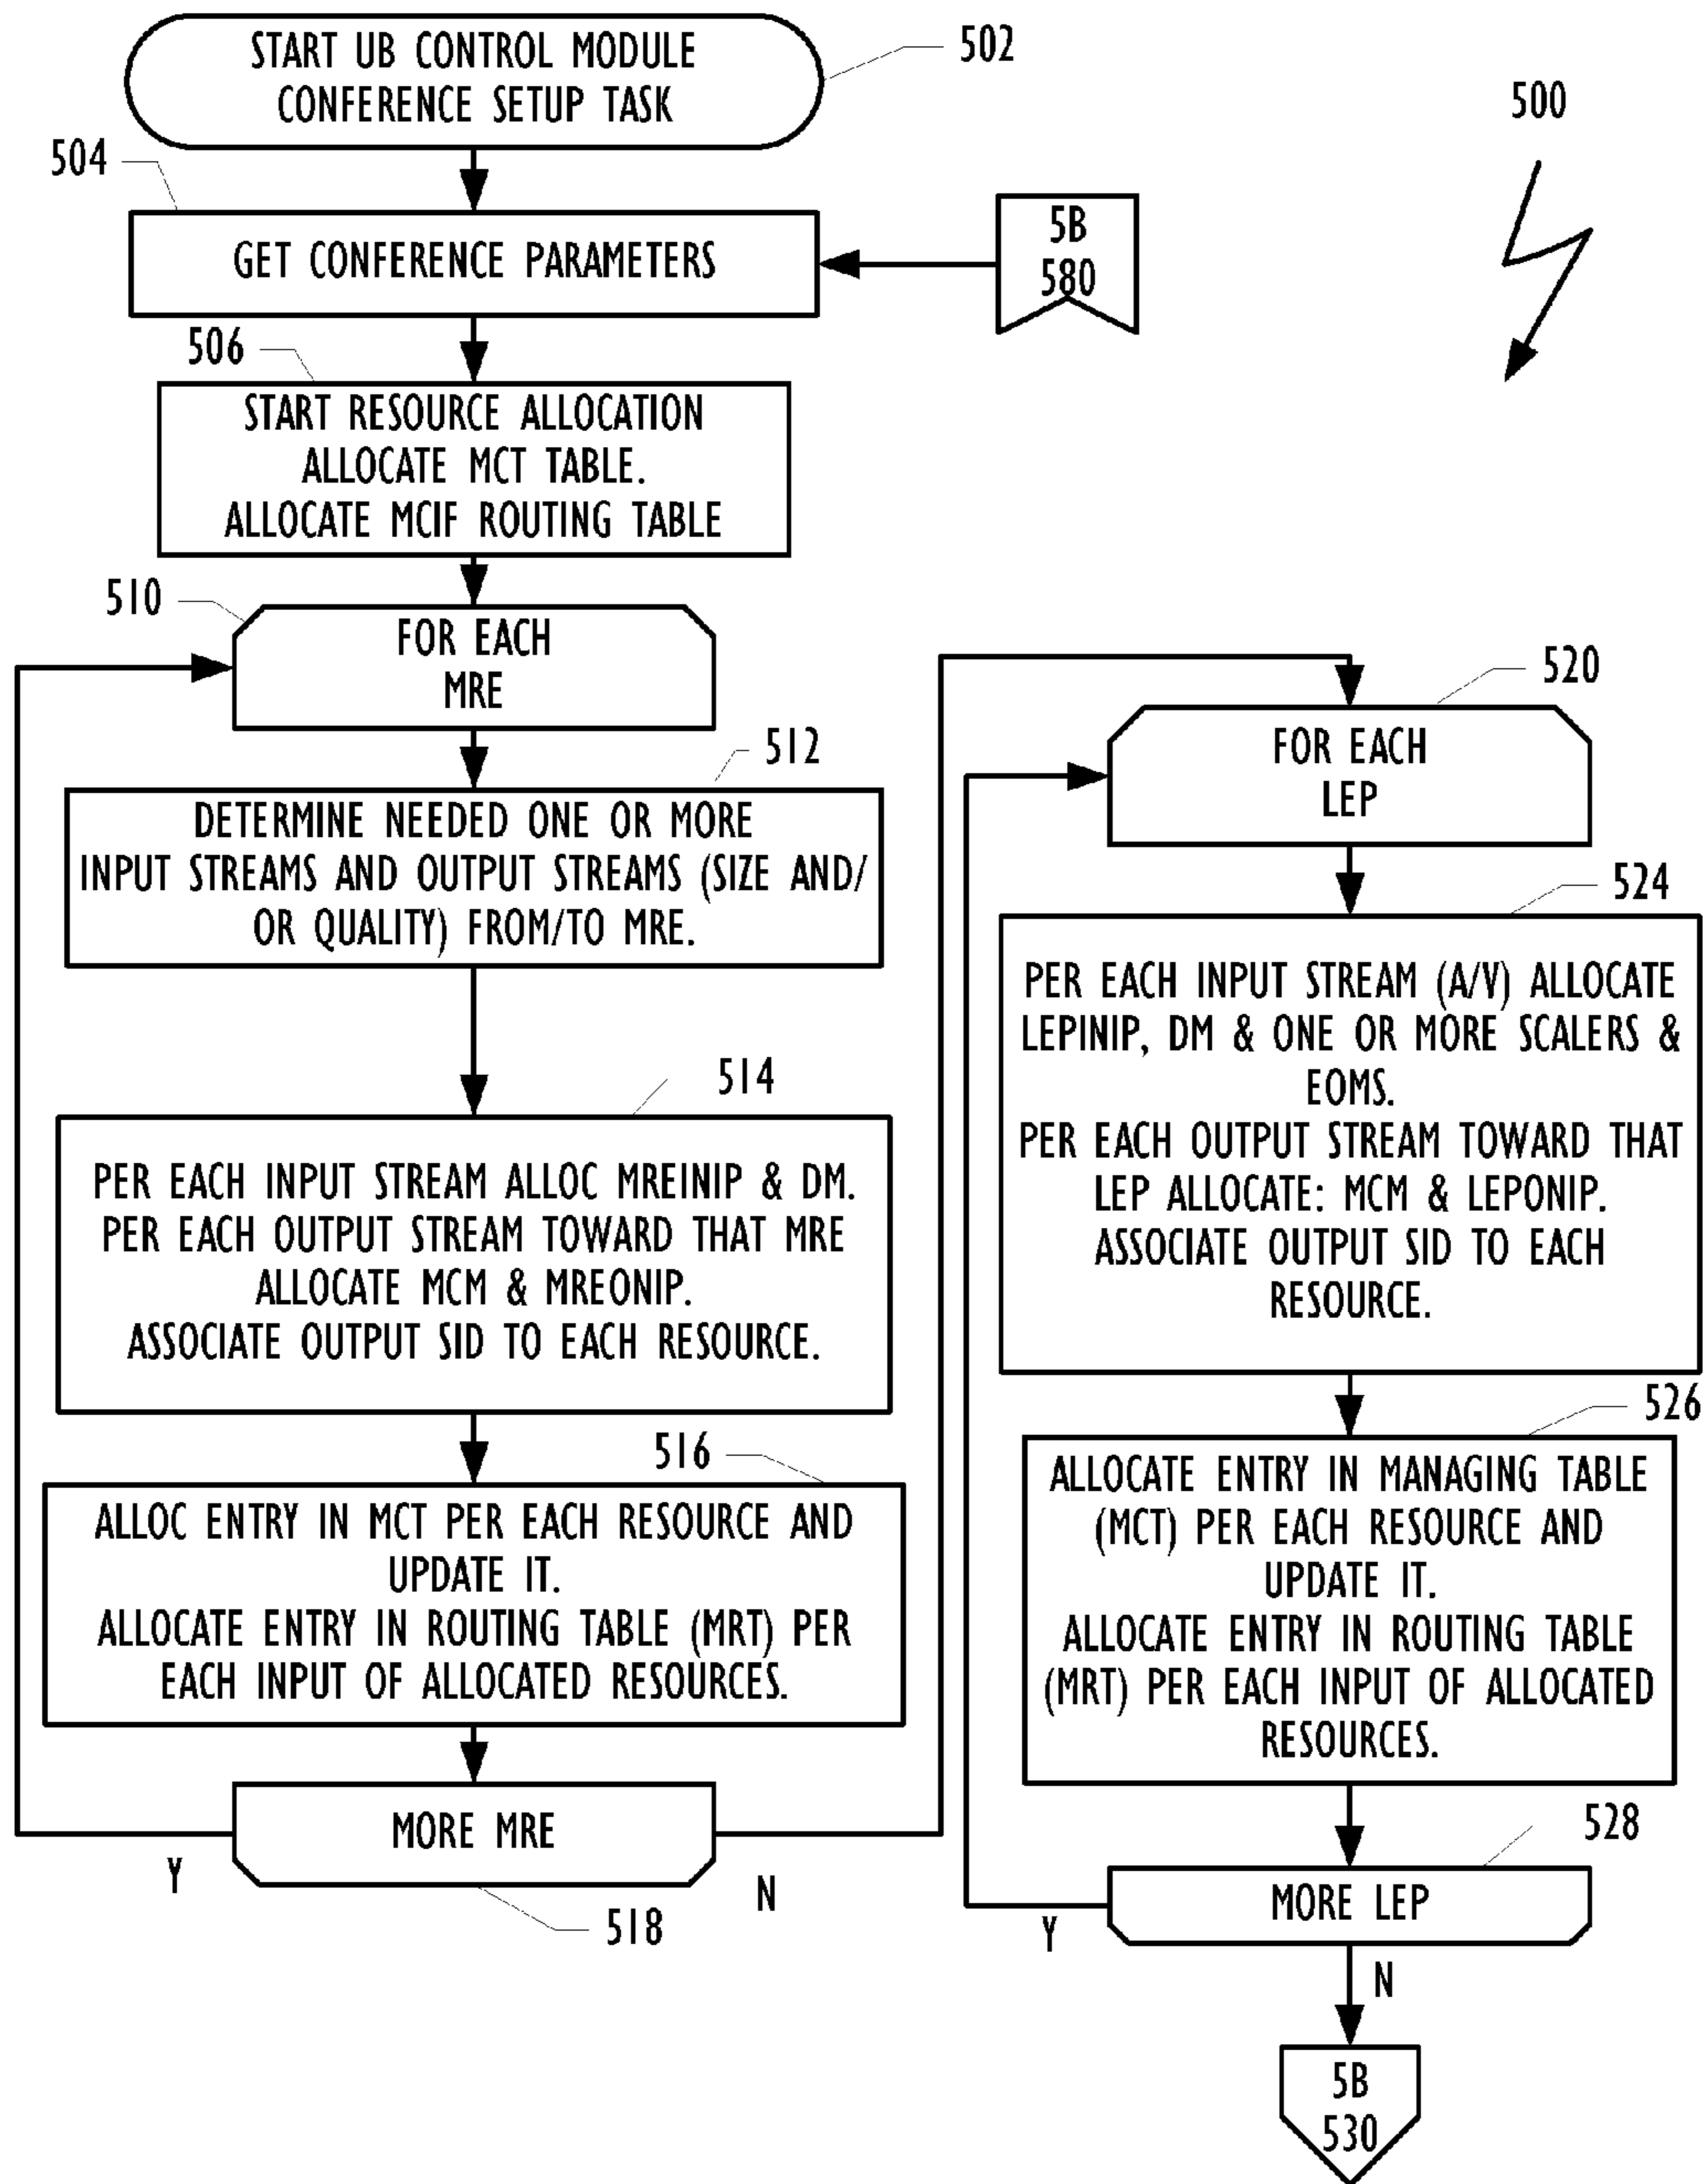 START UB CONTROL MODULE
CONFERENCE SETUP TASK
502
500
504
GET CONFERENCE PARAMETERS
5B
580
506
START RESOURCE ALLOCATION
ALLOCATE MCT TABLE.
ALLOCATE MCIF ROUTING TABLE
510
FOR EACH
MRE
512
DETERMINE NEEDED ONE OR MORE
INPUT STREAMS AND OUTPUT STREAMS (SIZE AND/
OR QUALITY) FROM/TO MRE.
514
PER EACH INPUT STREAM ALLOC MREINIP & DM.
PER EACH OUTPUT STREAM TOWARD THAT MRE
ALLOCATE MCM & MREONIP.
ASSOCIATE OUTPUT SID TO EACH RESOURCE.
516
ALLOC ENTRY IN MCT PER EACH RESOURCE AND
UPDATE IT.
ALLOCATE ENTRY IN ROUTING TABLE (MRT) PER
EACH INPUT OF ALLOCATED RESOURCES.
MORE MRE
Y
N
518
520
FOR EACH
LEP
524
PER EACH INPUT STREAM (A/V) ALLOCATE
LEPINIP, DM & ONE OR MORE SCALERS &
EOMS.
PER EACH OUTPUT STREAM TOWARD THAT
LEP ALLOCATE: MCM & LEPONIP.
ASSOCIATE OUTPUT SID TO EACH
RESOURCE.
526
ALLOCATE ENTRY IN MANAGING TABLE
(MCT) PER EACH RESOURCE AND
UPDATE IT.
ALLOCATE ENTRY IN ROUTING TABLE
(MRT) PER EACH INPUT OF ALLOCATED
RESOURCES.
528
MORE LEP
Y
N
5B
530